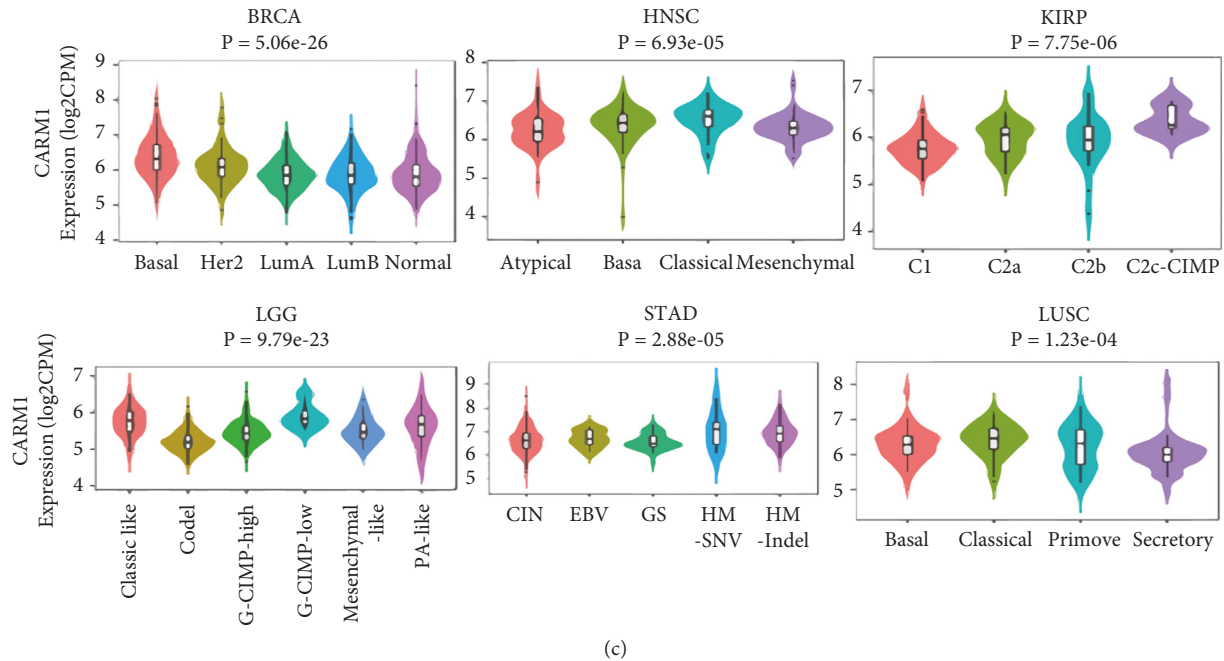 BRCA
P = 5.06e-26
CARM1
Expression (log2CPM)
9
8
7
6
5
4
Basal Her2 LumA LumB Normal
HNSC
P = 6.93e-05
8
7
6
5
4
Atypical Basa Classical Mesenchymal
KIRP
P = 7.75e-06
7
6
5
4
C1 C2a C2b C2c-CIMP
LGG
P = 9.79e-23
CARM1
Expression (log2CPM)
7
6
5
4
Classic like
Codel
G-CIMP-high
G-CIMP-low
Mesenchymal
-like
PA-like
STAD
P = 2.88e-05
9
8
7
6
5
CIN EBV GS HM
-SNV
HM
-Indel
LUSC
P = 1.23e-04
8
7
6
5
Basal Classical Primove Secretory
(c)